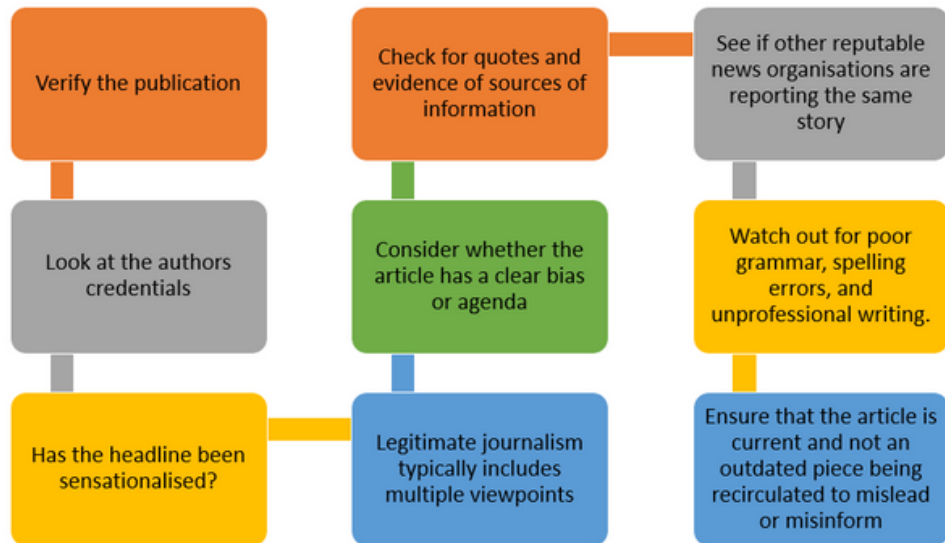 Verify the publication
Look at the authors
credentials
Has the headline been
sensationalised?
Legitimate journalism
typically includes
multiple viewpoints
Consider whether the
article has a clear bias
or agenda
Check for quotes and
evidence of sources of
information
See if other reputable
news organisations are
reporting the same
story
Watch out for poor
grammar, spelling
errors, and
unprofessional writing.
Ensure that the article is
current and not an
outdated piece being
recirculated to mislead
or misinform